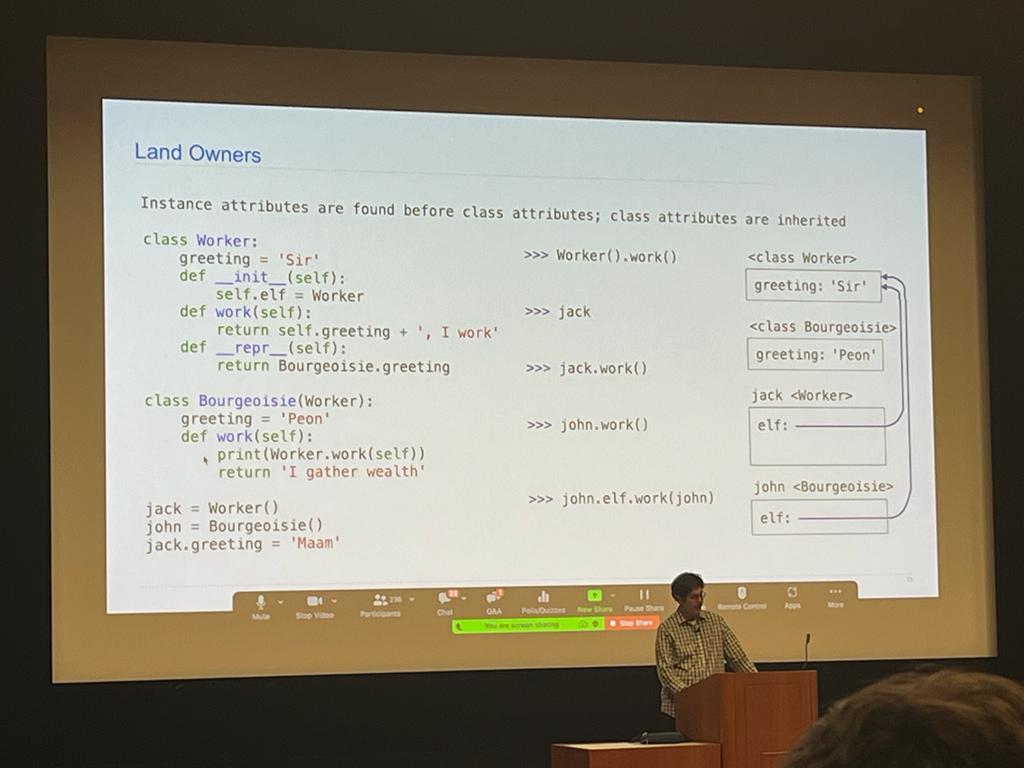 Land Owners
Instance attributes are found before class attributes; class attributes are inherited
class Worker:
greeting = 'Sir'
def __init__(self):
self.elf = Worker
def work(self):
return self.greeting + ', I work'
def __repr__(self):
return Bourgeoisie.greeting
class Bourgeoisie(Worker):
greeting = 'Peon'
def work(self):
print(Worker.work(self))
return 'I gather wealth'
jack = Worker()
john = Bourgeoisie()
jack.greeting = 'Maam'
>>> Worker().work()
>>> jack
>>> jack.work()
>>> john.work()
>>> john.elf.work(john)
<class Worker>
greeting: 'Sir'
<class Bourgeoisie>
greeting: 'Peon'
jack <Worker>
elf:
john <Bourgeoisie>
elf:
Mute
Stop Video
236
Participants
Chat
Q&A
Polls/Quizzes
New Share
Pause Share
Remote Control
Apps
More
You are screen sharing
Stop Share